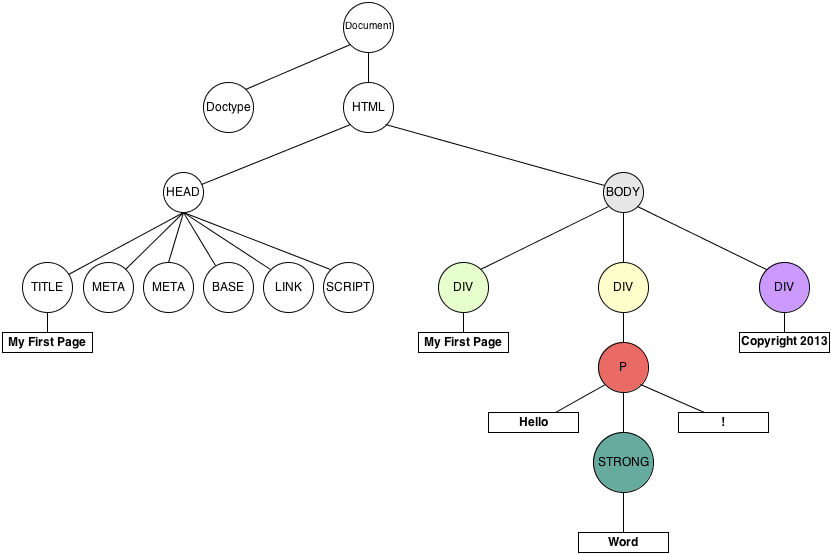 Document
Doctype
HTML
HEAD
BODY
TITLE
META
META
BASE
LINK
SCRIPT
DIV
DIV
DIV
My First Page
My First Page
Copyright 2013
P
Hello
!
STRONG
Word